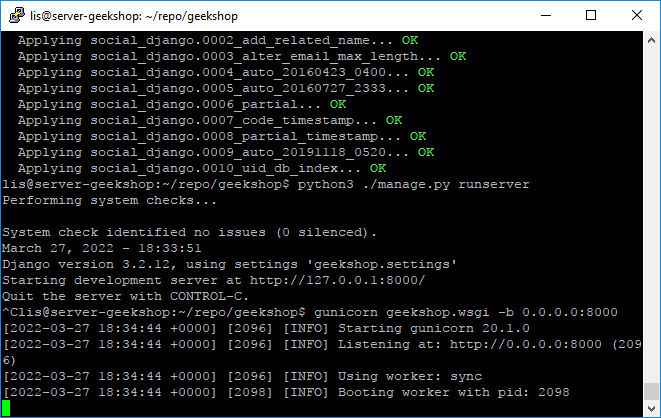 lis@server-geekshop: ~/repo/geekshop
  Applying social_django.0002_add_related_name... OK
  Applying social_django.0003_alter_email_max_length... OK
  Applying social_django.0004_auto_20160423_0400... OK
  Applying social_django.0005_auto_20160727_2333... OK
  Applying social_django.0006_partial... OK
  Applying social_django.0007_code_timestamp... OK
  Applying social_django.0008_partial_timestamp... OK
  Applying social_django.0009_auto_20191118_0520... OK
  Applying social_django.0010_uid_db_index... OK
lis@server-geekshop:~/repo/geekshop$ python3 ./manage.py runserver
Performing system checks...
System check identified no issues (0 silenced).
March 27, 2022 - 18:33:51
Django version 3.2.12, using settings 'geekshop.settings'
Starting development server at http://127.0.0.1:8000/
Quit the server with CONTROL-C.
^Clis@server-geekshop:~/repo/geekshop$ gunicorn geekshop.wsgi -b 0.0.0.0:8000
[2022-03-27 18:34:44 +0000] [2096] [INFO] Starting gunicorn 20.1.0
[2022-03-27 18:34:44 +0000] [2096] [INFO] Listening at: http://0.0.0.0:8000 (209
6)
[2022-03-27 18:34:44 +0000] [2096] [INFO] Using worker: sync
[2022-03-27 18:34:44 +0000] [2098] [INFO] Booting worker with pid: 2098